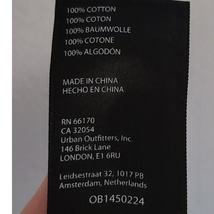 100% COTTON
100% COTON
100% BAUMWOLLE
100% COTONE
100% ALGODÓN
MADE IN CHINA
HECHO EN CHINA
RN 66170
CA 32054
Urban Outfitters, Inc
146 Brick Lane
LONDON, E1 6RU
Leidsestraat 32, 1017 PB
Amsterdam, Netherlands
OB1450224